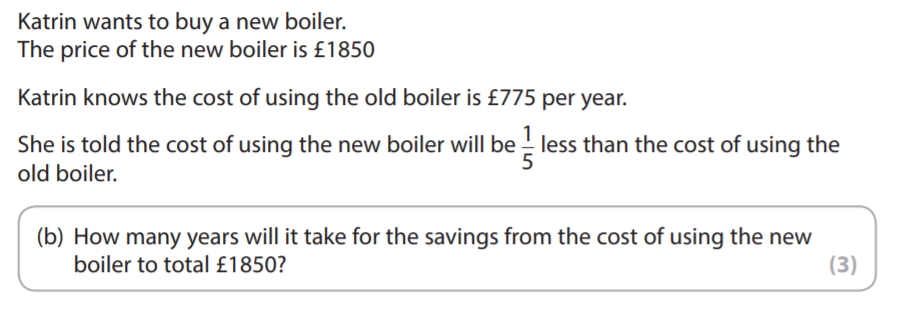 Katrin wants to buy a new boiler.
The price of the new boiler is £1850
Katrin knows the cost of using the old boiler is £775 per year.
She is told the cost of using the new boiler will be 1/5 less than the cost of using the
old boiler.
(b) How many years will it take for the savings from the cost of using the new
boiler to total £1850?
(3)